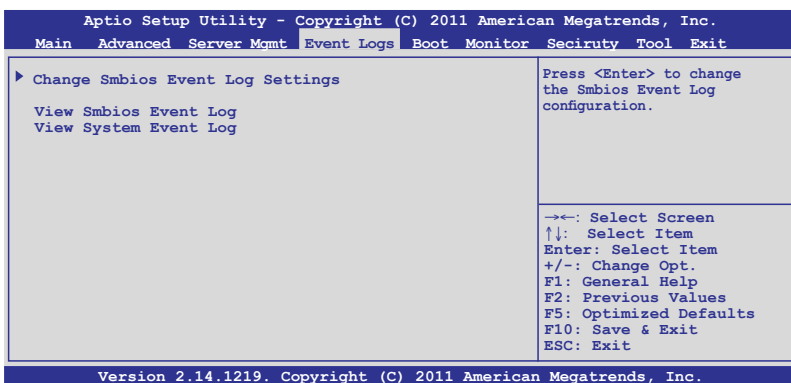 Aptio Setup Utility - Copyright (C) 2011 American Megatrends, Inc.
Main Advanced Server Mgmt Event Logs Boot Monitor Seciruty Tool Exit
Change Smbios Event Log Settings
View Smbios Event Log
View System Event Log
Press <Enter> to change
the Smbios Event Log
configuration.
→←: Select Screen
↑↓: Select Item
Enter: Select Item
+/-: Change Opt.
F1: General Help
F2: Previous Values
F5: Optimized Defaults
F10: Save & Exit
ESC: Exit
Version 2.14.1219. Copyright (C) 2011 American Megatrends, Inc.